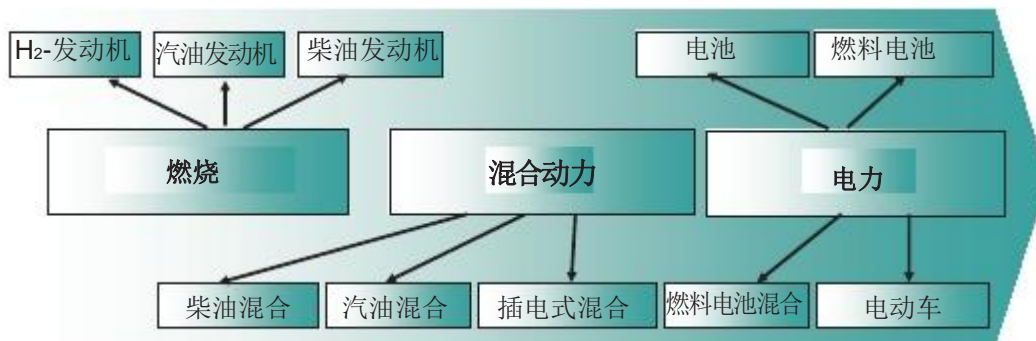 H2-发动机
汽油发动机
柴油发动机
电池
燃料电池
燃烧
混合动力
电力
柴油混合
汽油混合
插电式混合
燃料电池混合
电动车